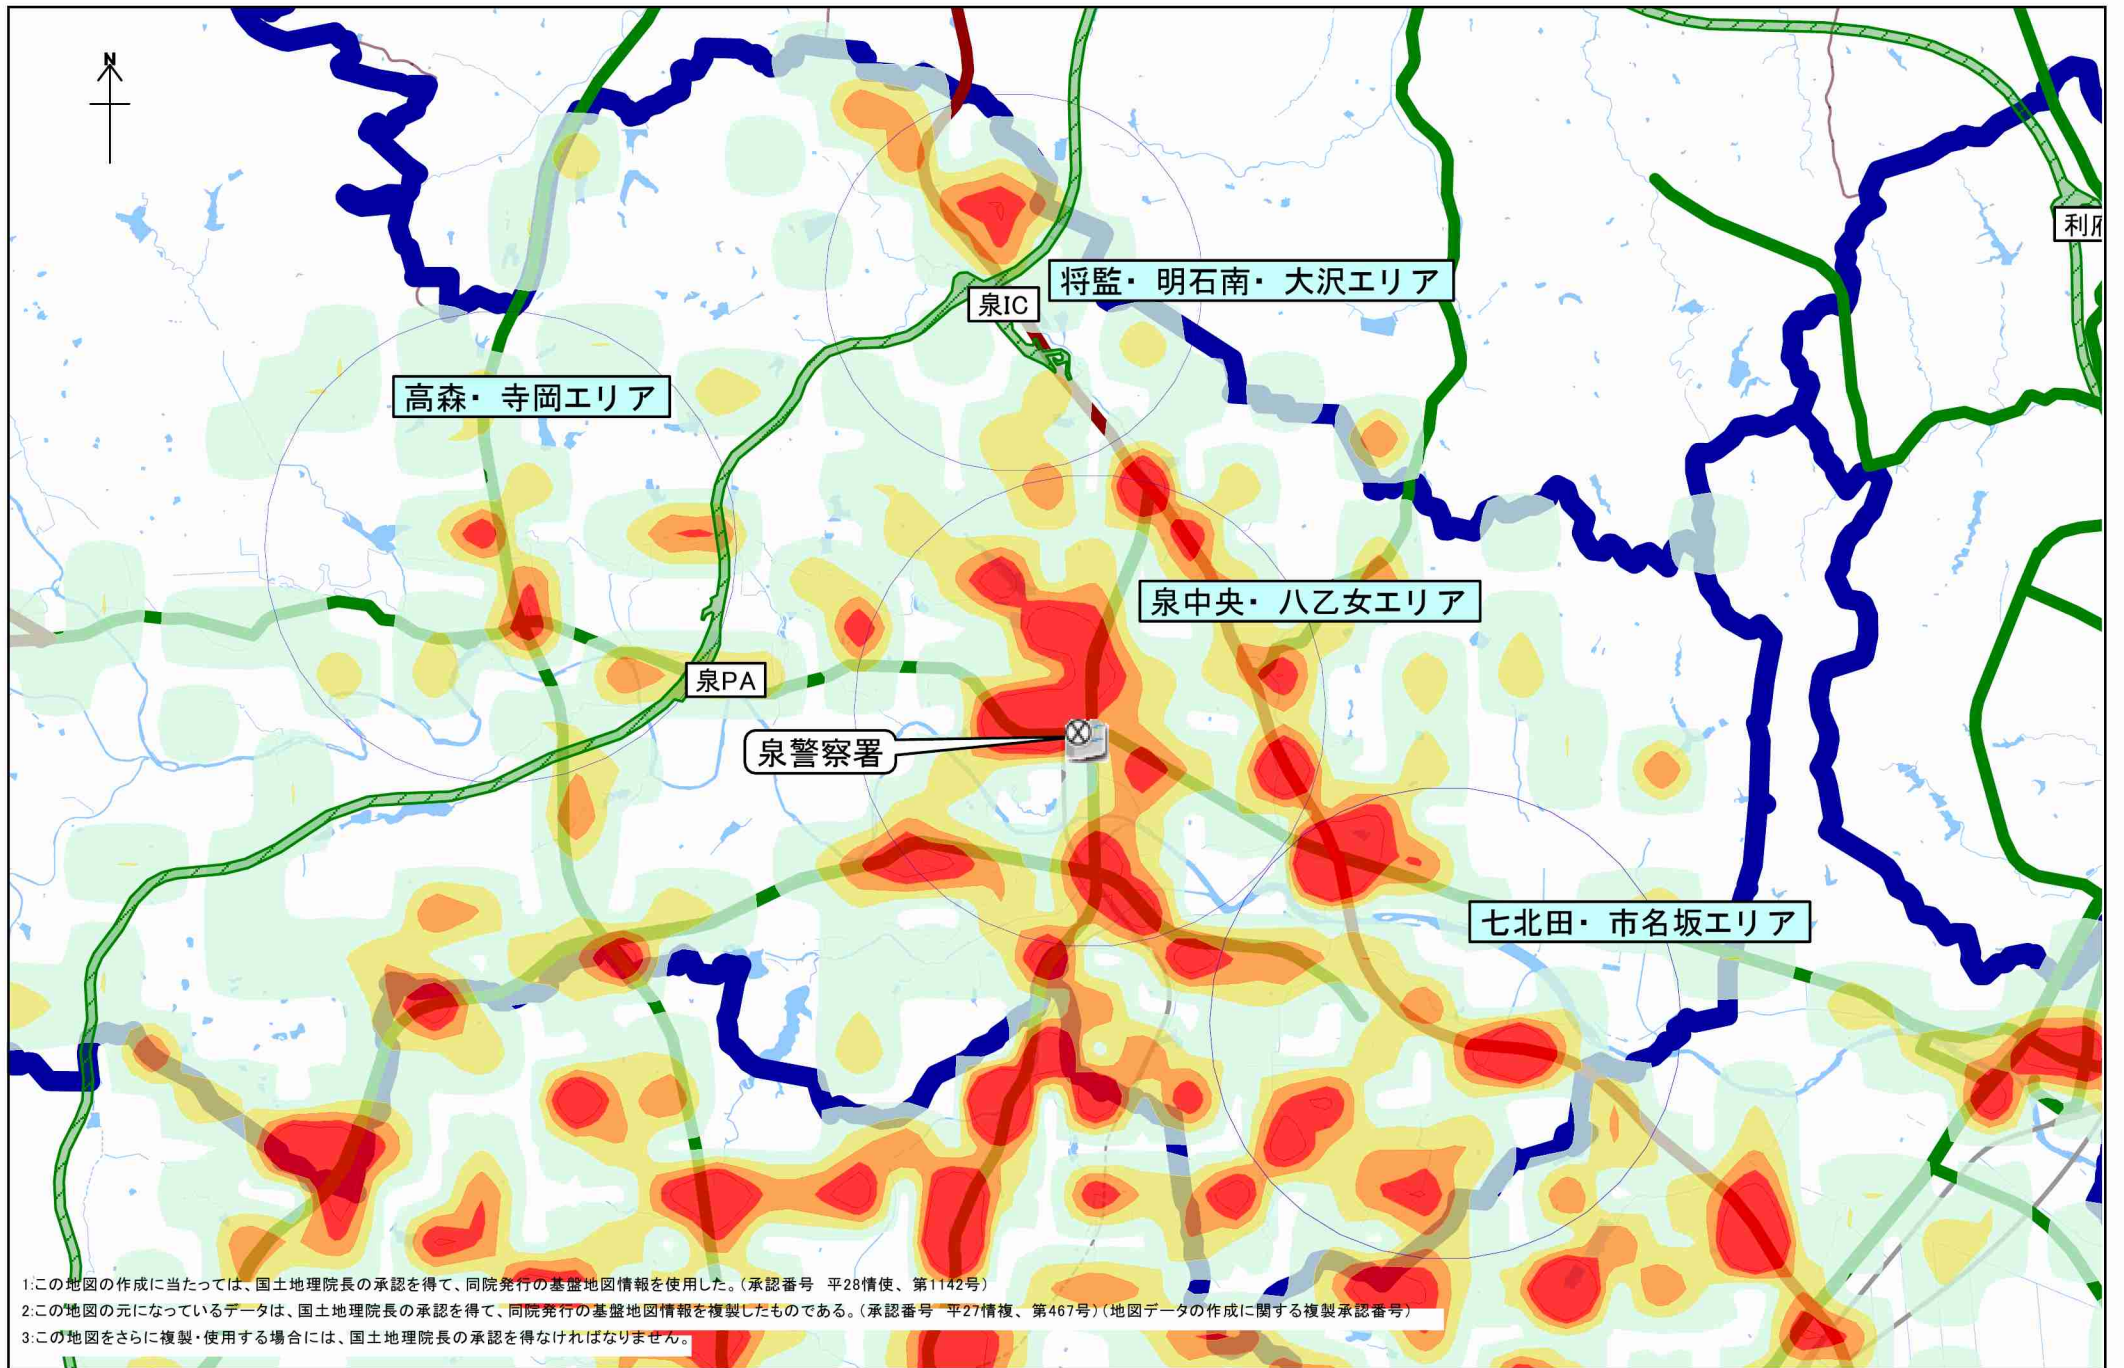 N
利府
将監・ 明石南・ 大沢エリア
泉IC
高森・ 寺岡エリア
泉中央・ 八乙女エリア
泉PA
泉警察署
七北田・ 市名坂エリア
1:この地図の作成に当たっては、国土地理院長の承認を得て、同院発行の基盤地図情報を使用した。(承認番号 平28情使、第1142号)
2:この地図の元になっているデータは、国土地理院長の承認を得て、同院発行の基盤地図情報を複製したものである。(承認番号 平27情複、第467号)(地図データの作成に関する複製承認番号)
3:この地図をさらに複製・使用する場合には、国土地理院長の承認を得なければなりません。